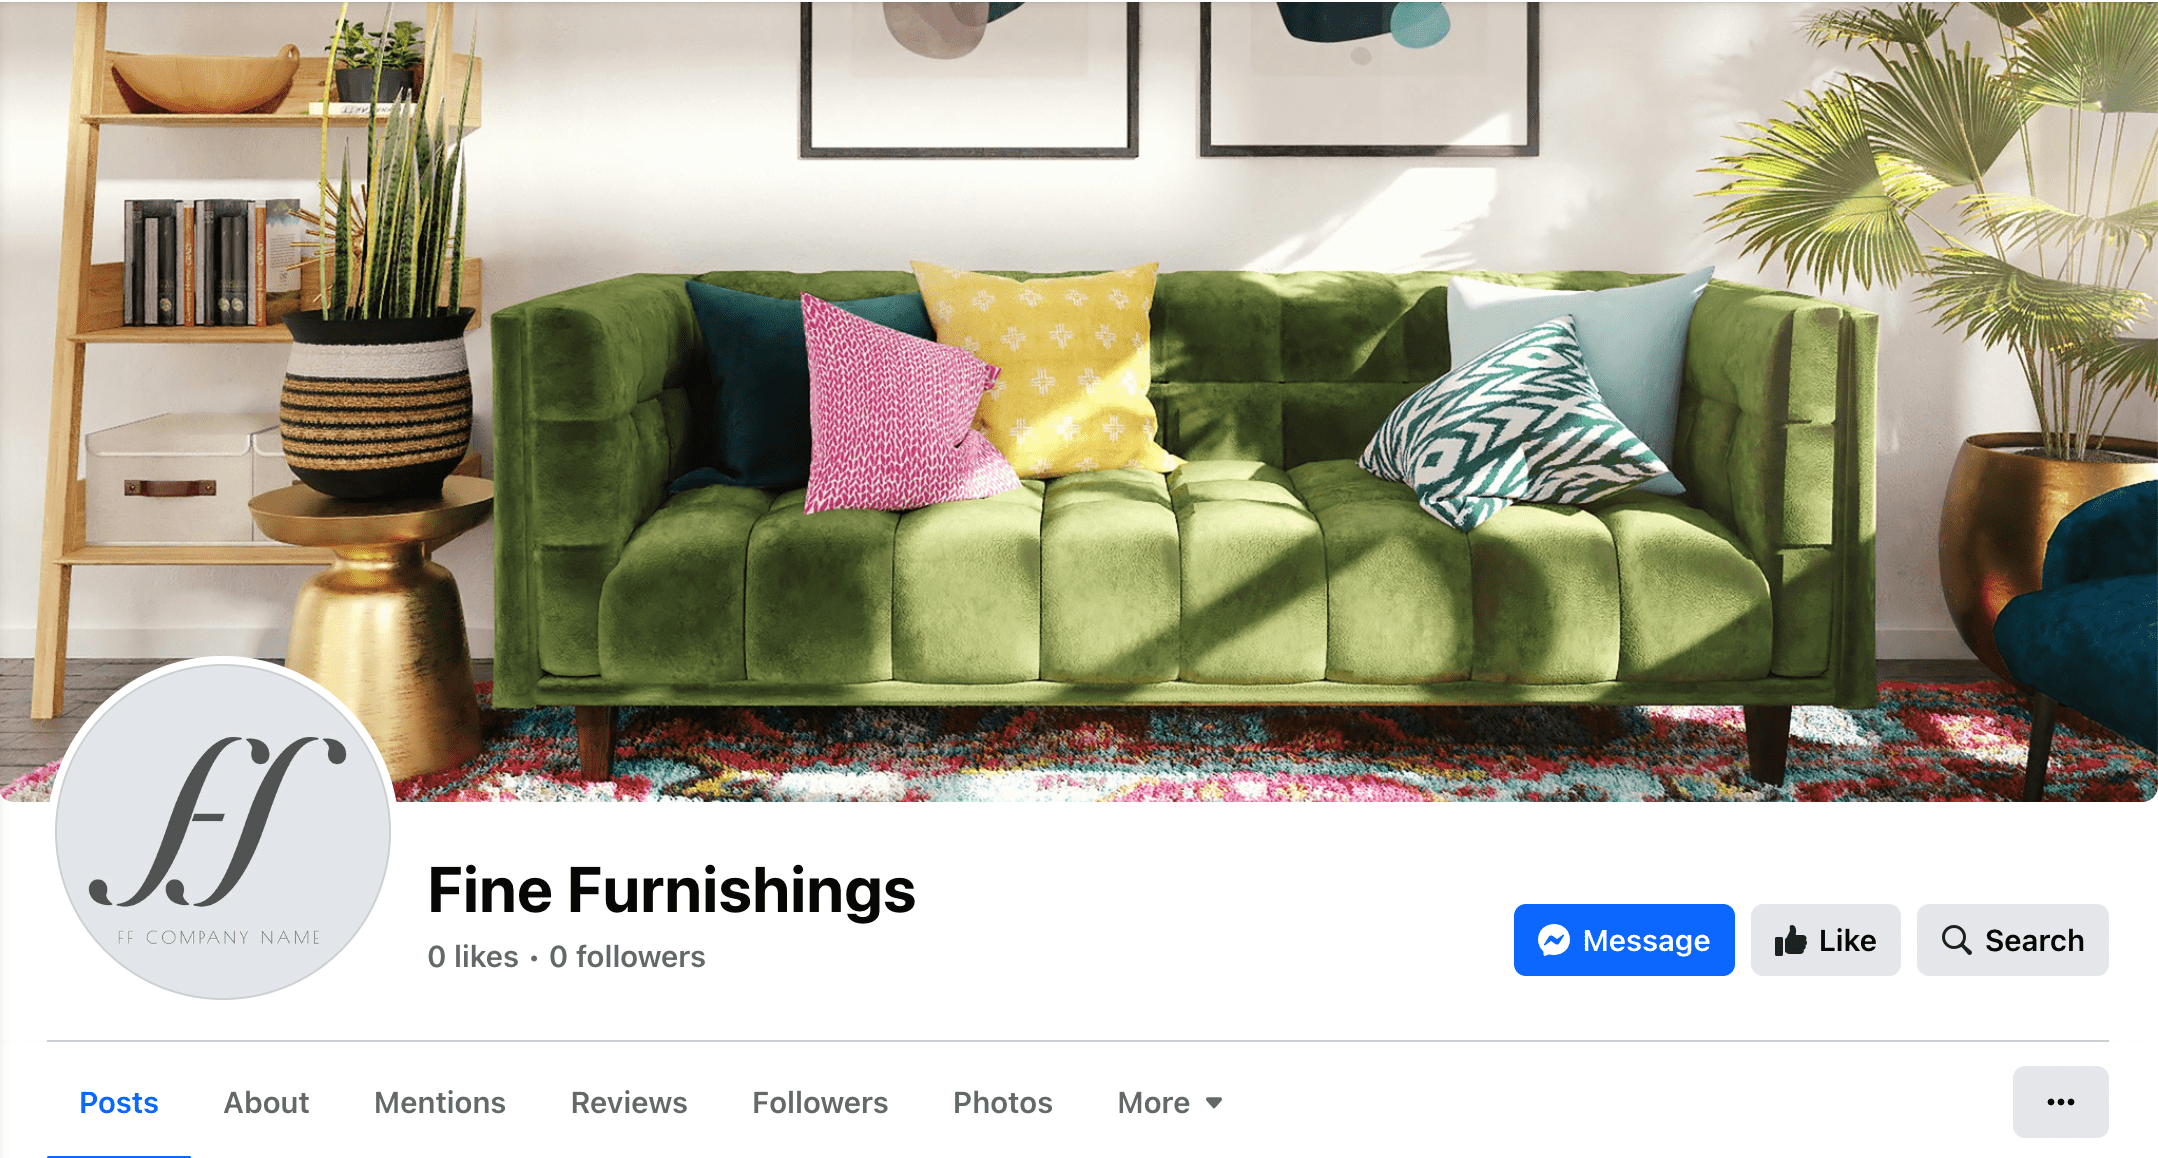 FF COMPANY NAME
Fine Furnishings
0 likes • 0 followers
Message
Like
Search
Posts
About
Mentions
Reviews
Followers
Photos
More